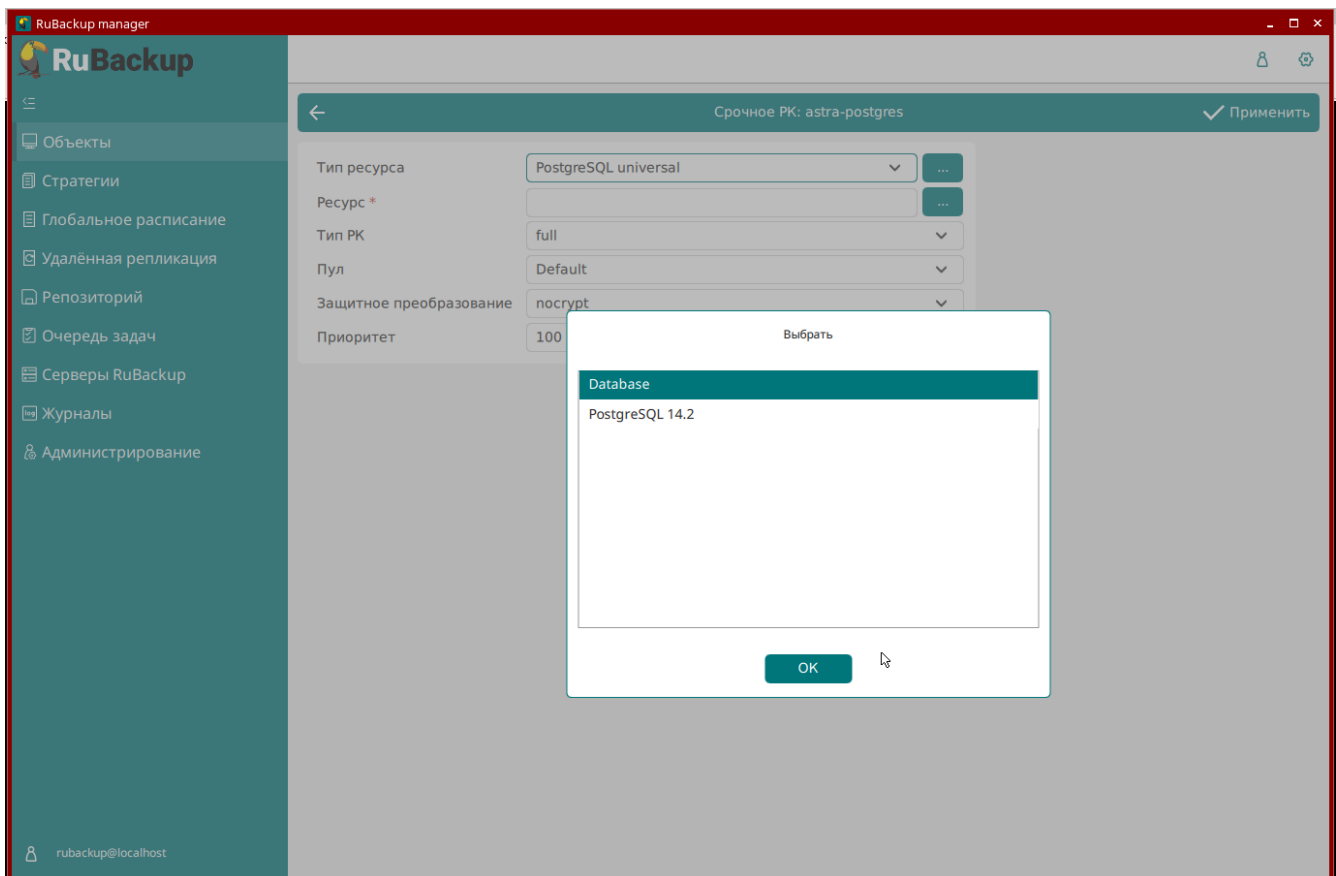 RuBackup manager
RuBackup
Срочное РК: astra-postgres
Применить
Объекты
Стратегии
Глобальное расписание
Удалённая репликация
Репозиторий
Очередь задач
Серверы RuBackup
Журналы
Администрирование
Тип ресурса PostgreSQL universal ...
Ресурс * ...
Тип РК full
Пул Default
Защитное преобразование nocrypt
Приоритет 100
Выбрать
Database
PostgreSQL 14.2
OK
rubackup@localhost